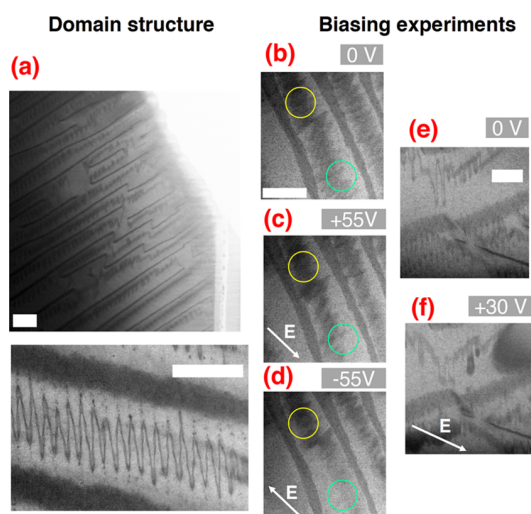 Domain structure
Biasing experiments
(a)
(b)
0 V
(c)
+55V
E
(d)
-55V
E
(e)
0 V
(f)
+30 V
E